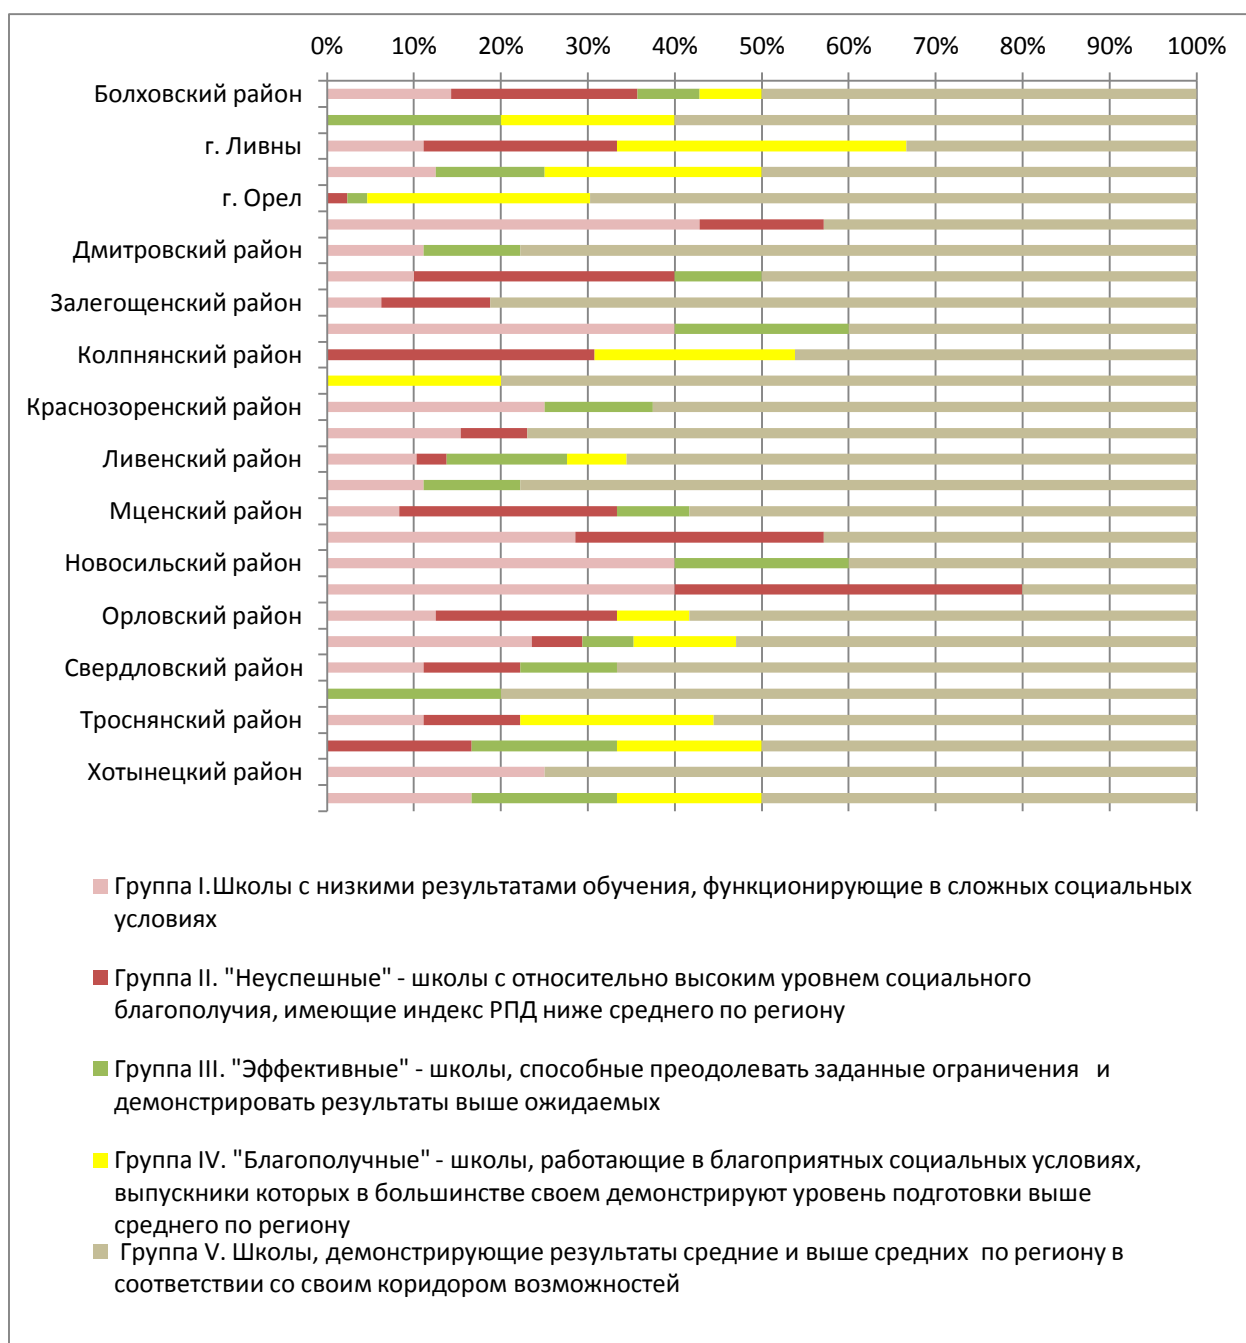 0% 10% 20% 30% 40% 50% 60% 70% 80% 90% 100%
Болховский район
г. Ливны
г. Орел
Дмитровский район
Залегощенский район
Колпнянский район
Краснозоренский район
Ливенский район
Мценский район
Новосильский район
Орловский район
Свердловский район
Троснянский район
Хотынецкий район
Группа I.Школы с низкими результатами обучения, функционирующие в сложных социальных
условиях
Группа II. "Неуспешные" - школы с относительно высоким уровнем социального
благополучия, имеющие индекс РПД ниже среднего по региону
Группа III. "Эффективные" - школы, способные преодолевать заданные ограничения и
демонстрировать результаты выше ожидаемых
Группа IV. "Благополучные" - школы, работающие в благоприятных социальных условиях,
выпускники которых в большинстве своем демонстрируют уровень подготовки выше
среднего по региону
Группа V. Школы, демонстрирующие результаты средние и выше средних по региону в
соответствии со своим коридором возможностей